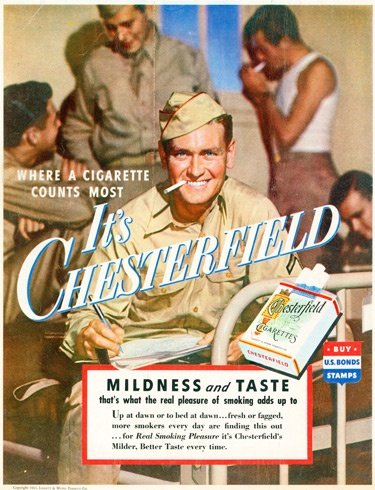 WHERE A CIGARETTE
COUNTS MOST
It's
CHESTERFIELD
Chesterfield
CIGARETTES
CHESTERFIELD
BUY
U.S. BONDS
STAMPS
MILDNESS and TASTE
that's what the real pleasure of smoking adds up to
Up at dawn or to bed at dawn...fresh or fagged,
more smokers every day are finding this out
...for Real Smoking Pleasure it's Chesterfield's
Milder, Better Taste every time.
Liggett & Myers Tobacco Co.